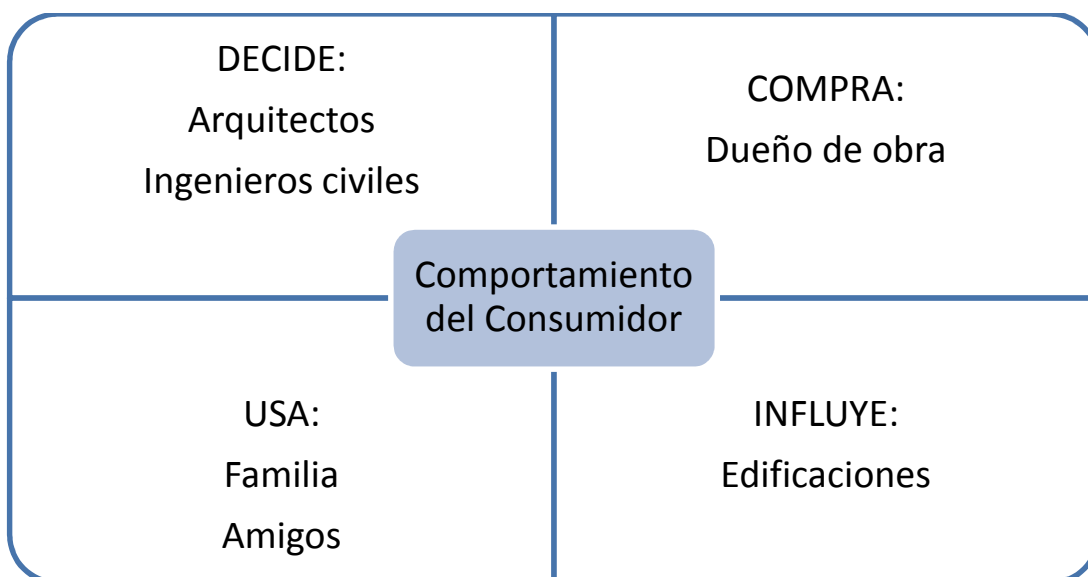 DECIDE:
Arquitectos
Ingenieros civiles
COMPRA:
Dueño de obra
Comportamiento
del Consumidor
USA:
Familia
Amigos
INFLUYE:
Edificaciones